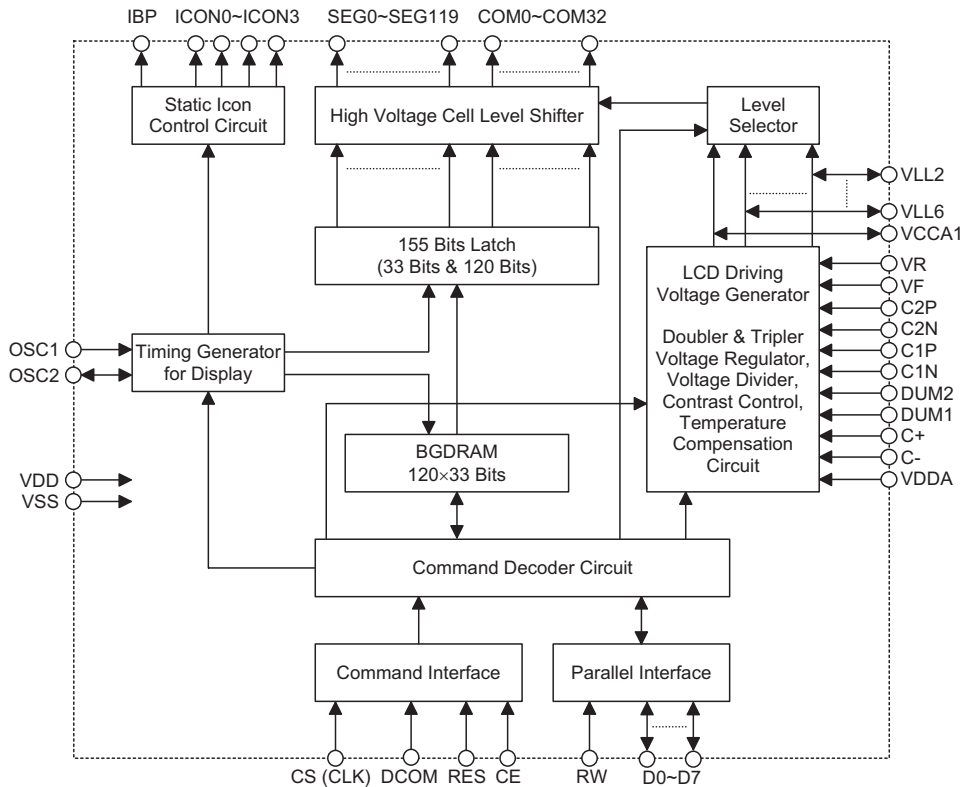 IBP ICON0~ICON3 SEG0~SEG119 COM0~COM32
Static Icon
Control Circuit
High Voltage Cell Level Shifter
Level
Selector
VLL2
VLL6
VCCA1
155 Bits Latch
(33 Bits & 120 Bits)
LCD Driving
Voltage Generator
Doubler & Tripler
Voltage Regulator,
Voltage Divider,
Contrast Control,
Temperature
Compensation
Circuit
VR
VF
C2P
C2N
C1P
C1N
DUM2
DUM1
C+
C-
VDDA
OSC1
OSC2
Timing Generator
for Display
BGDRAM
120×33 Bits
VDD
VSS
Command Decoder Circuit
Command Interface
Parallel Interface
CS (CLK) DCOM RES CE RW D0~D7